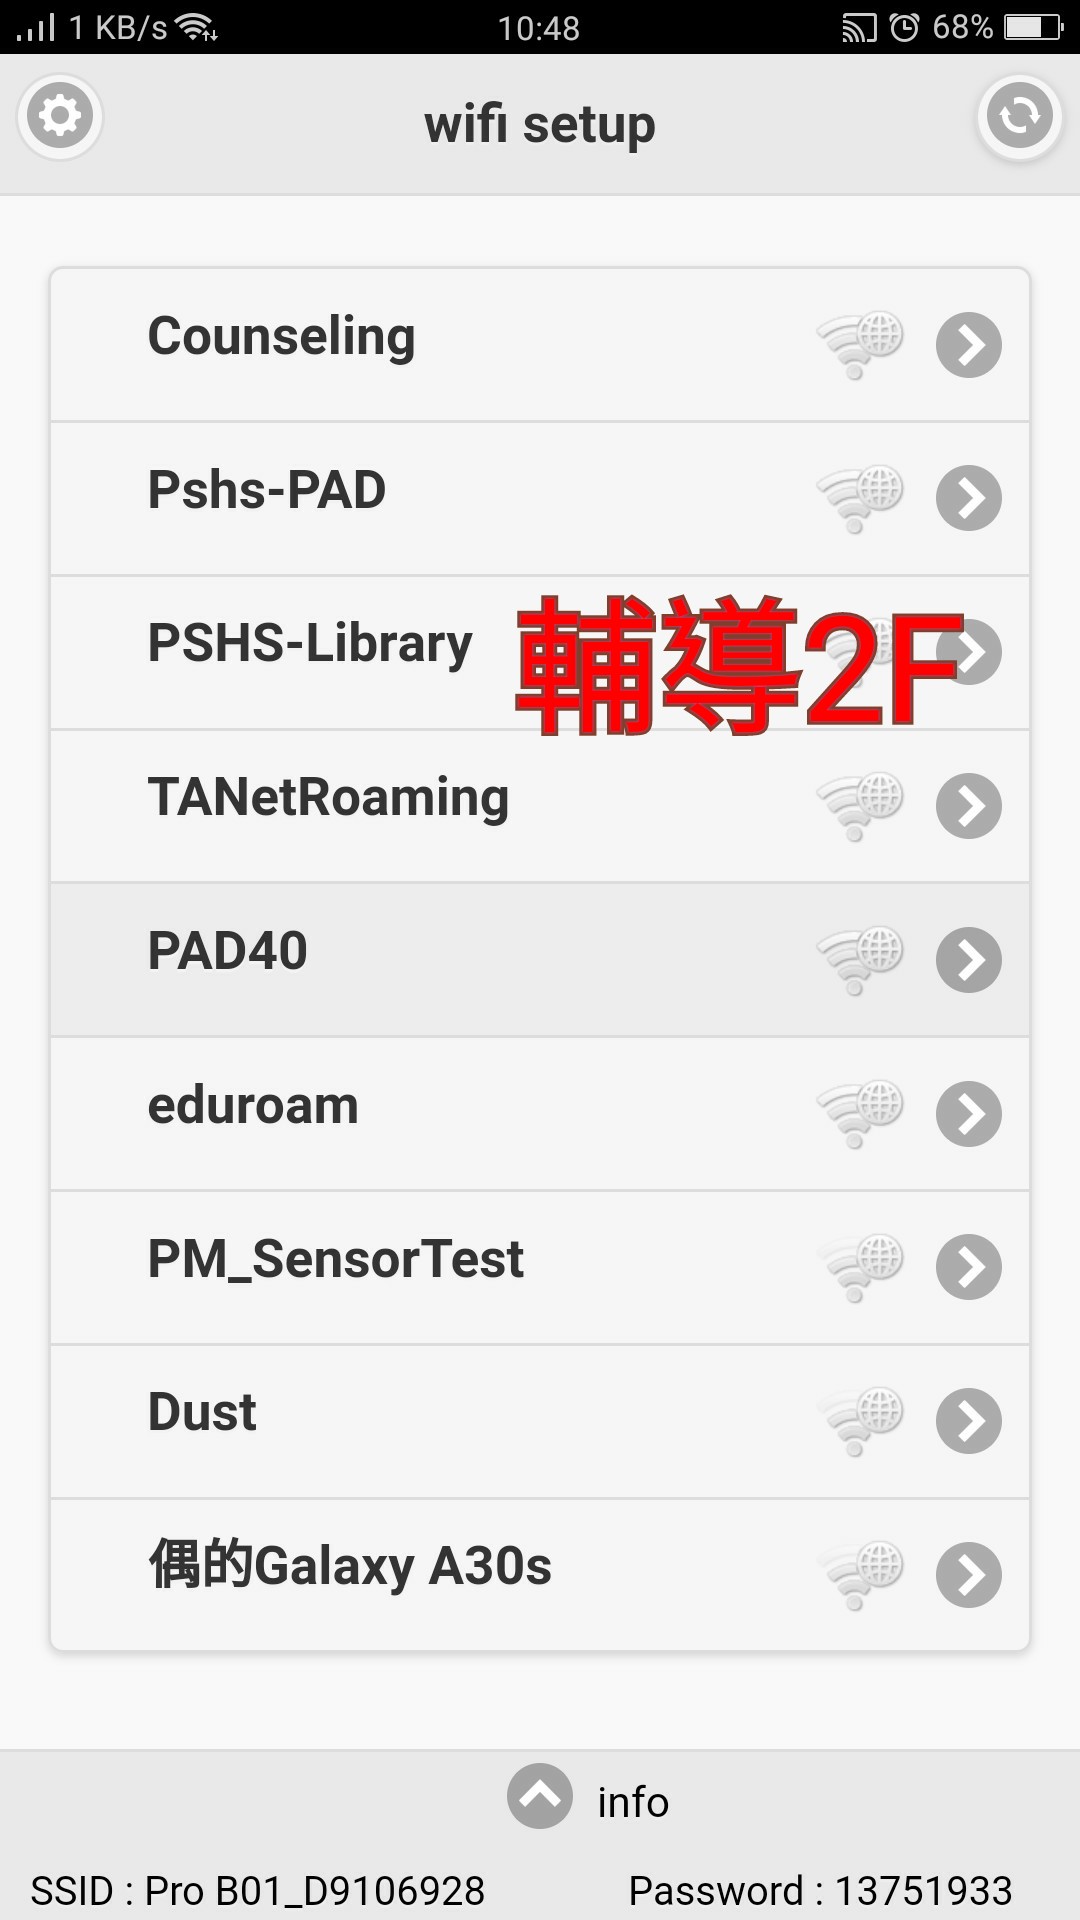 1 KB/s 10:48 68%
wifi setup
Counseling
Pshs-PAD
PSHS-Library
輔導2F
TANetRoaming
PAD40
eduroam
PM_SensorTest
Dust
偶的Galaxy A30s
info
SSID : Pro B01_D9106928 Password : 13751933